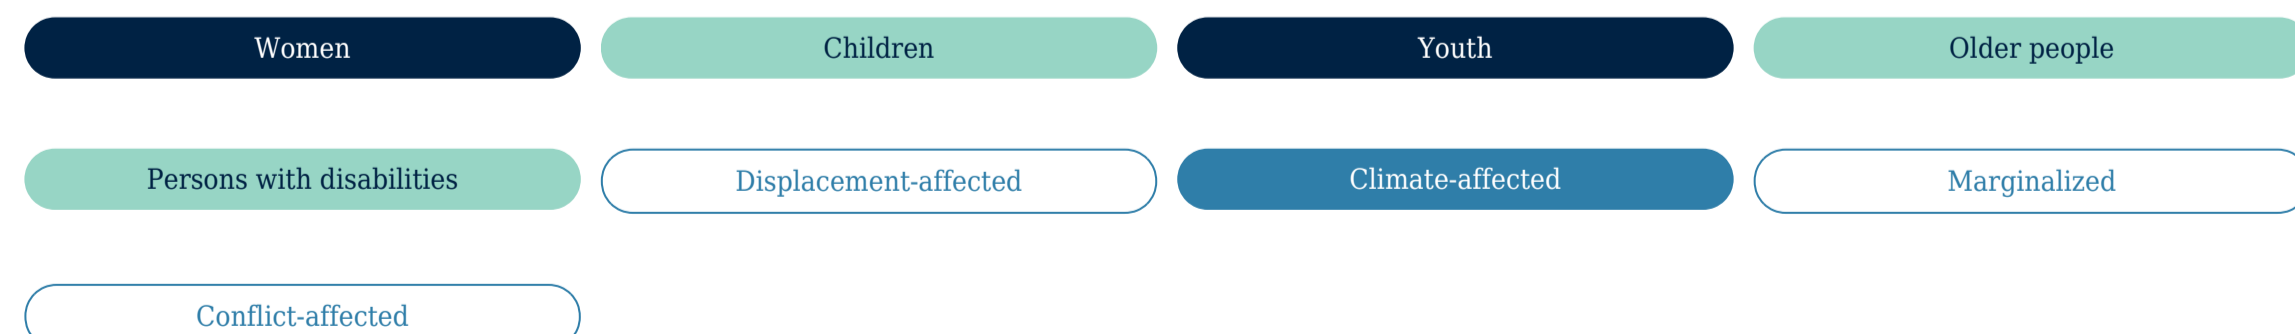 Women
Children
Youth
Older people
Persons with disabilities
Displacement-affected
Climate-affected
Marginalized
Conflict-affected